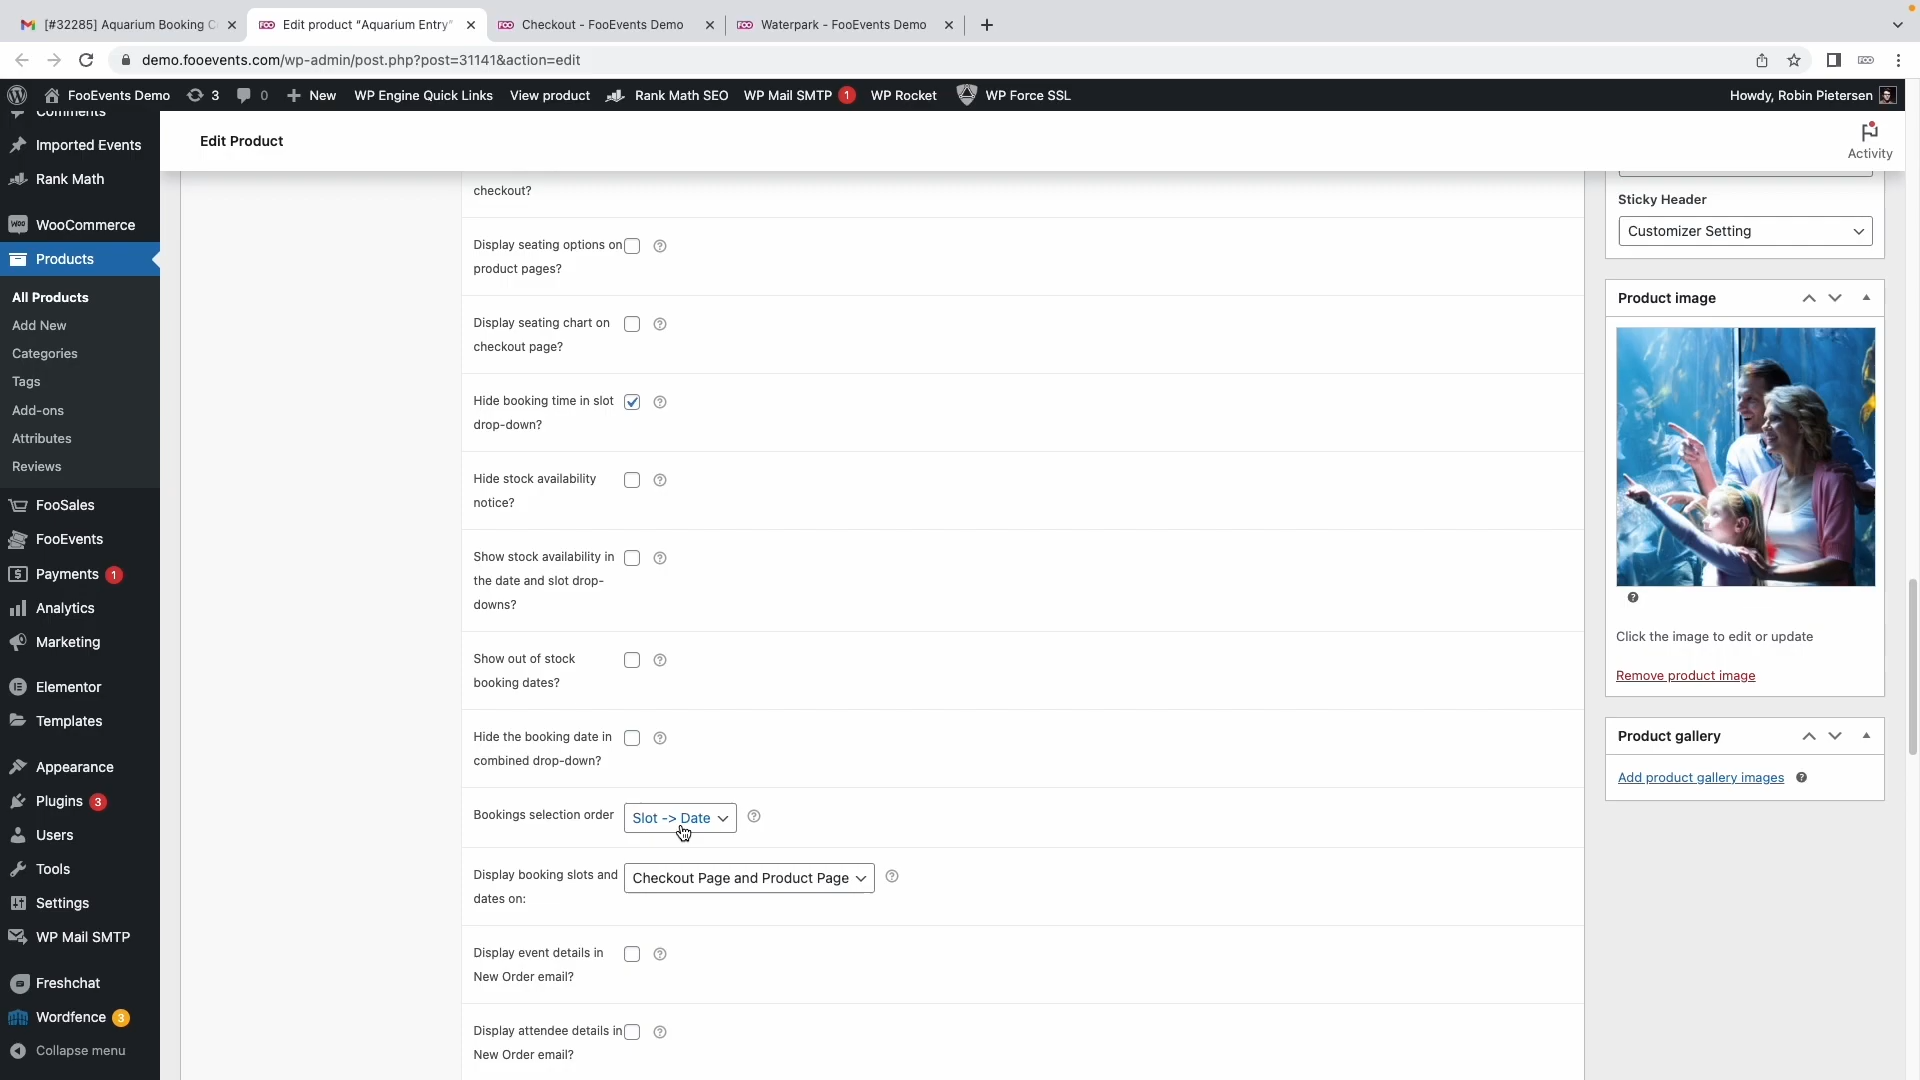 [#32285] Aquarium Booking C
Edit product "Aquarium Entry"
Checkout - FooEvents Demo
Waterpark - FooEvents Demo
demo.fooevents.com/wp-admin/post.php?post=31141&action=edit
FooEvents Demo
3
0
New
WP Engine Quick Links
View product
Rank Math SEO
WP Mail SMTP 1
WP Rocket
WP Force SSL
Howdy, Robin Pietersen
Comments
Imported Events
Rank Math
WooCommerce
Products
All Products
Add New
Categories
Tags
Add-ons
Attributes
Reviews
FooSales
FooEvents
Payments 1
Analytics
Marketing
Elementor
Templates
Appearance
Plugins 3
Users
Tools
Settings
WP Mail SMTP
Freshchat
Wordfence 3
Collapse menu
Edit Product
Activity
checkout?
Display seating options on
product pages?
Display seating chart on
checkout page?
Hide booking time in slot
drop-down?
Hide stock availability
notice?
Show stock availability in
the date and slot drop-
downs?
Show out of stock
booking dates?
Hide the booking date in
combined drop-down?
Bookings selection order
Slot -> Date
Display booking slots and
dates on:
Checkout Page and Product Page
Display event details in
New Order email?
Display attendee details in
New Order email?
Sticky Header
Customizer Setting
Product image
Click the image to edit or update
Remove product image
Product gallery
Add product gallery images